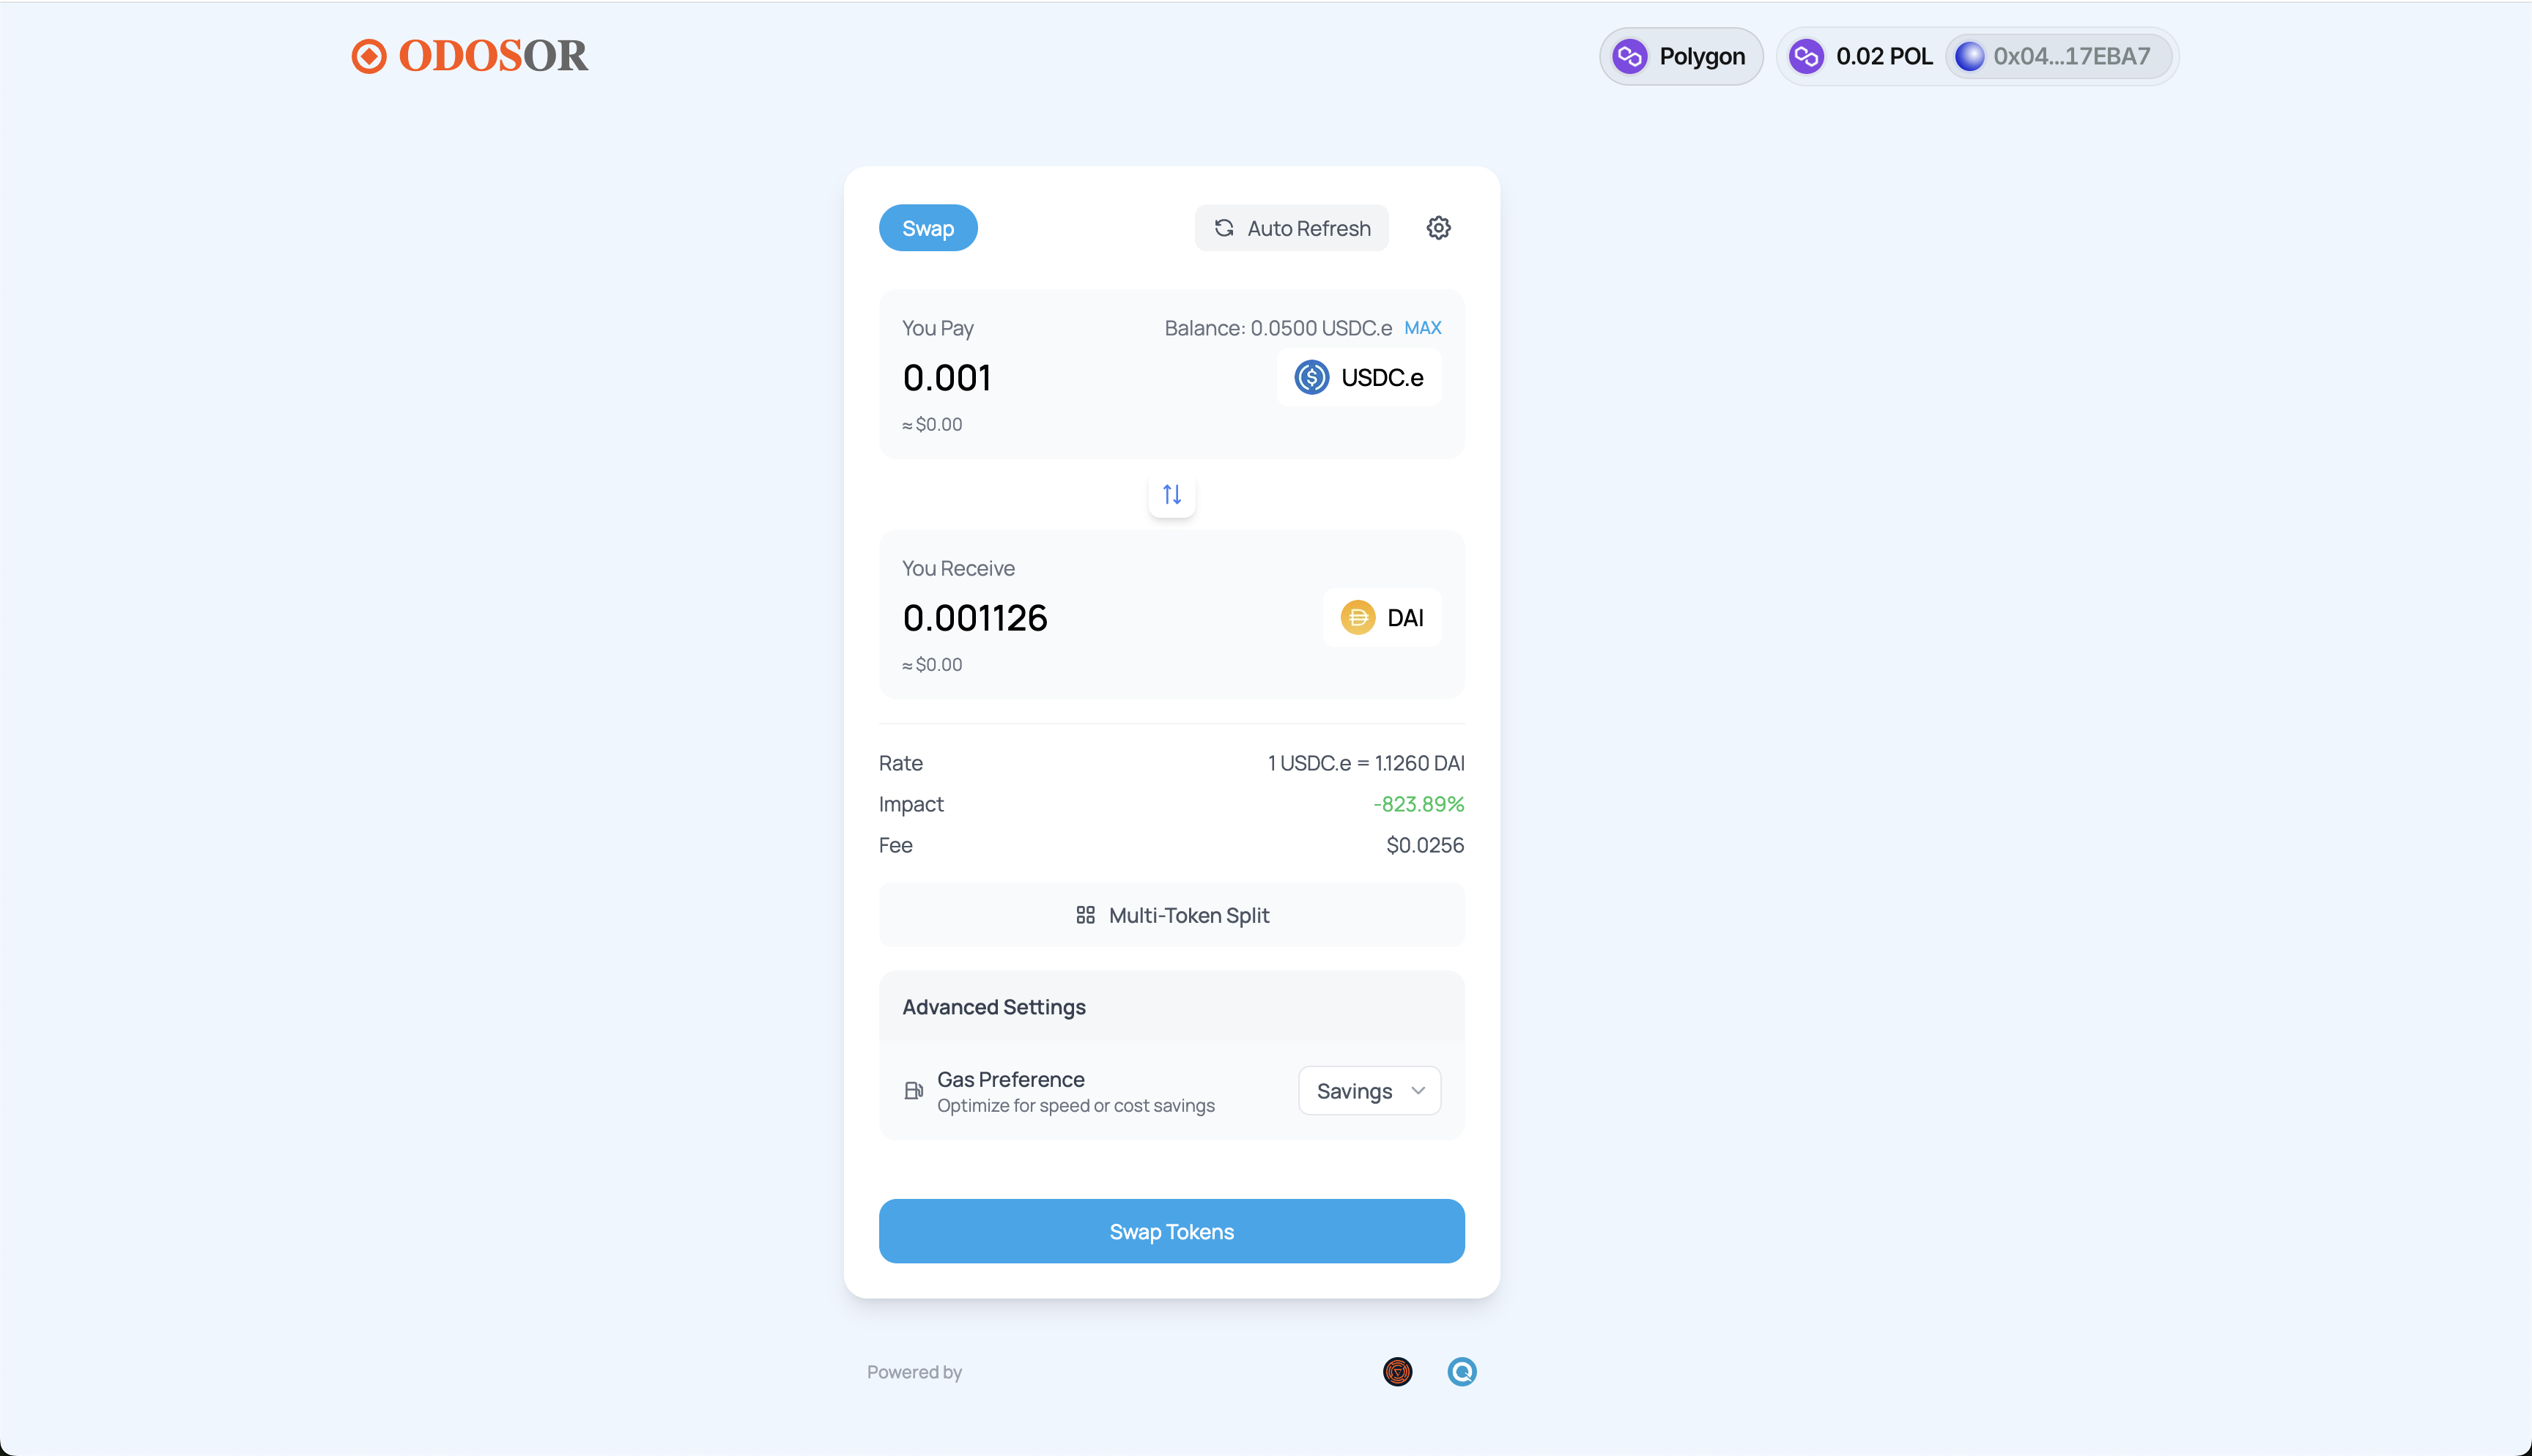 ODOSOR
Polygon
0.02 POL
0x04...17EBA7
Swap
Auto Refresh
You Pay
Balance: 0.0500 USDC.e MAX
0.001
USDC.e
≈ $0.00
You Receive
0.001126
DAI
≈ $0.00
Rate
1 USDC.e = 1.1260 DAI
Impact
-823.89%
Fee
$0.0256
Multi-Token Split
Advanced Settings
Gas Preference
Optimize for speed or cost savings
Savings
Swap Tokens
Powered by